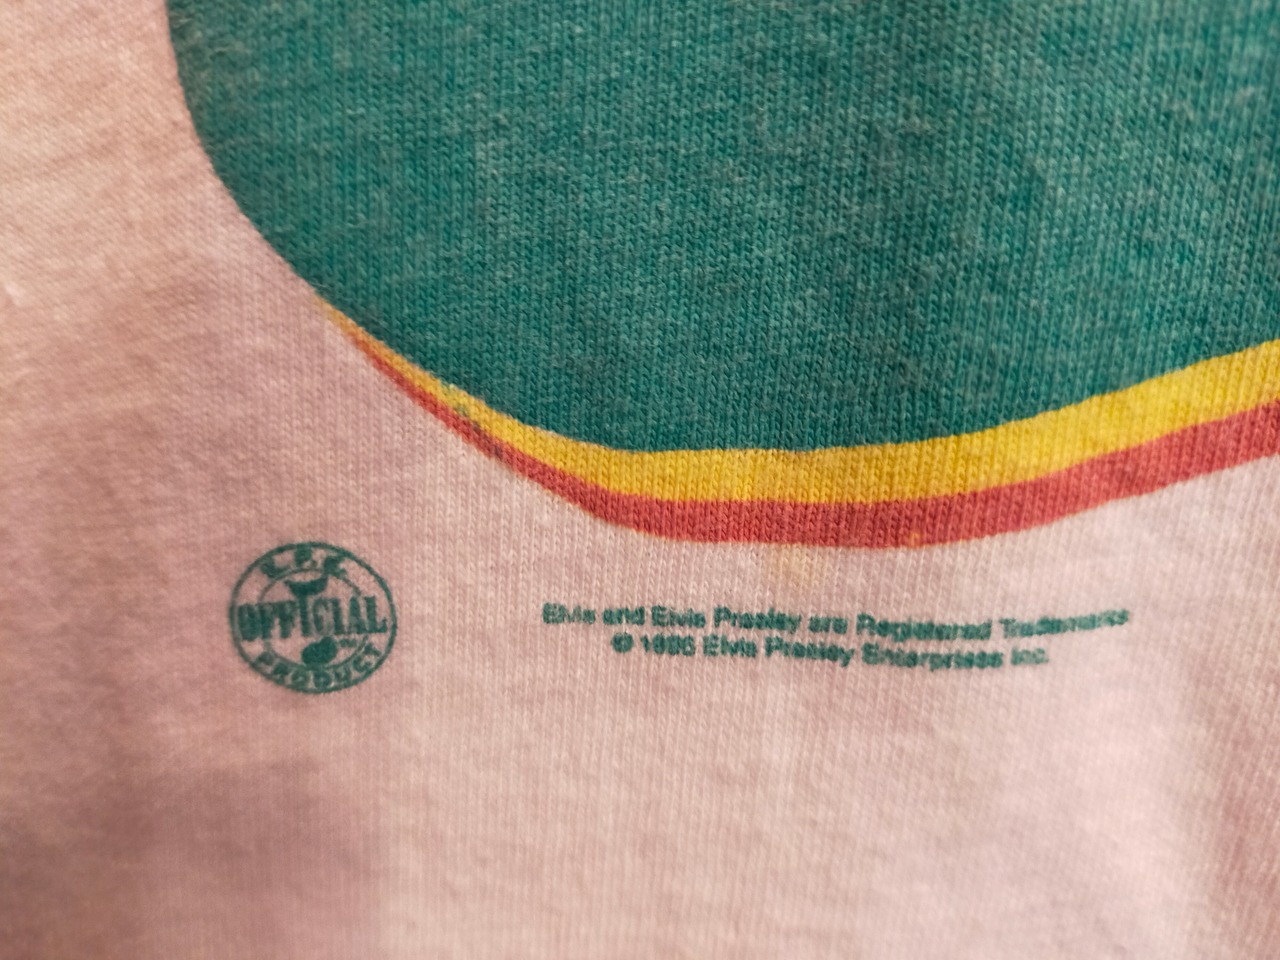 E.P.E.
OFFICIAL
PRODUCT
Elvis and Elvis Presley are Registered Trademarks
© Elvis Presley Enterprises Inc.